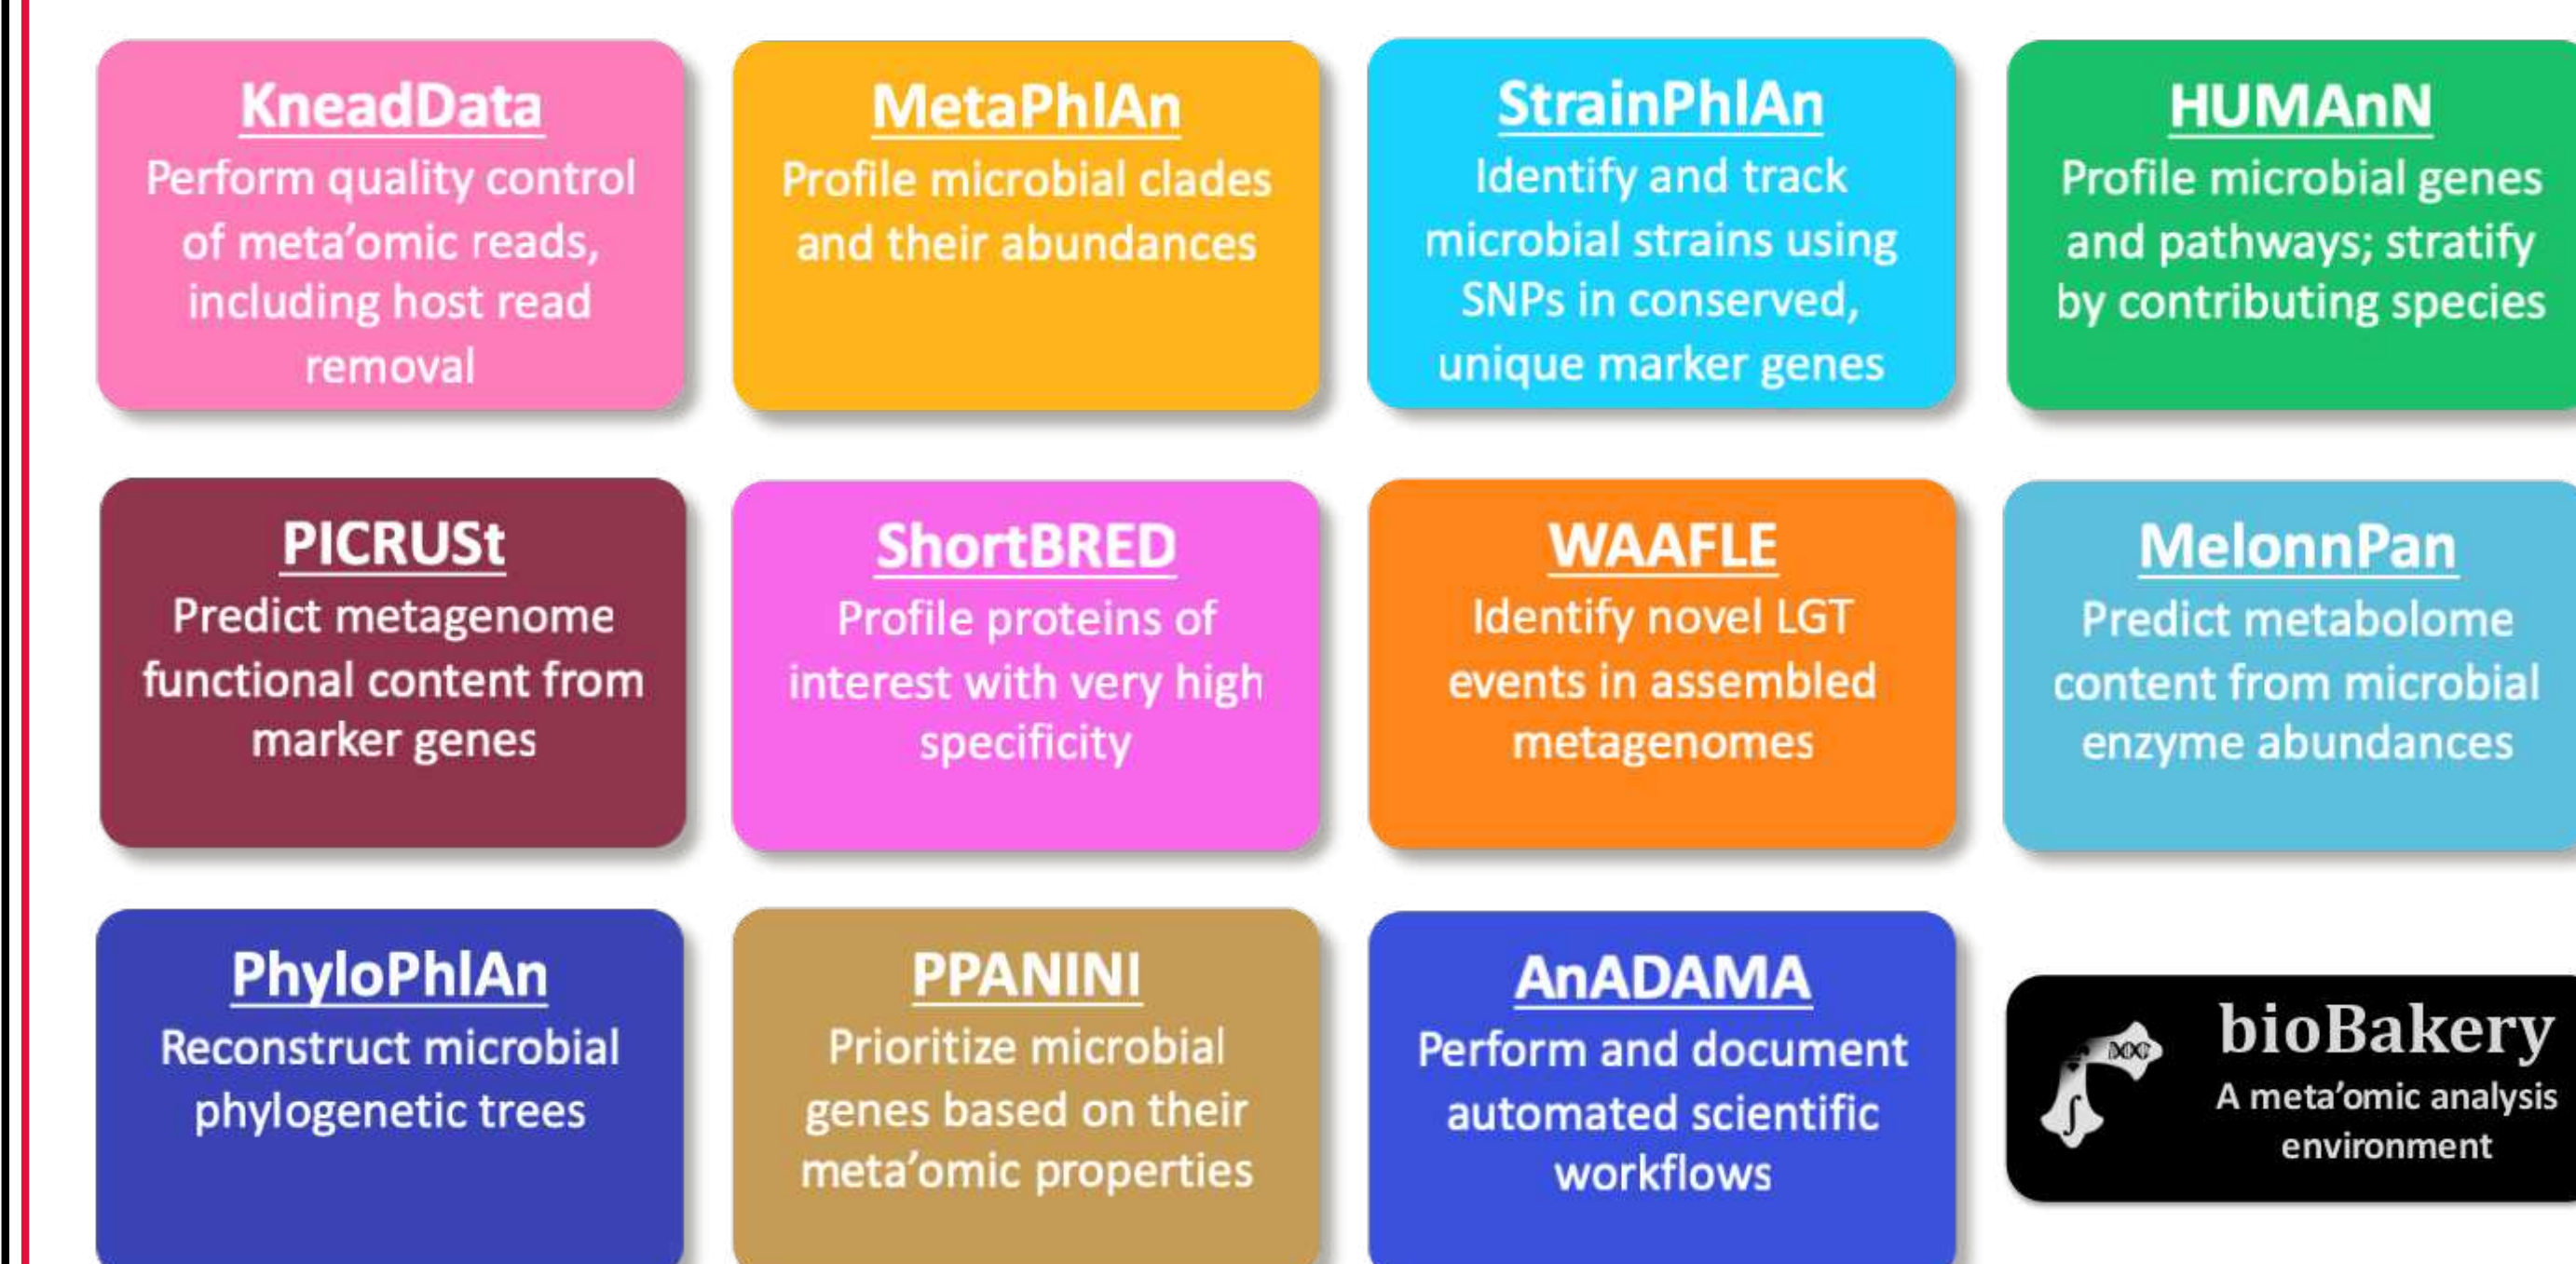 KneadData
Perform quality control
of meta’omic reads,
including host read
removal
MetaPhlAn
Profile microbial clades
and their abundances
StrainPhlAn
Identify and track
microbial strains using
SNPs in conserved,
unique marker genes
HUMAnN
Profile microbial genes
and pathways; stratify
by contributing species
PICRUSt
Predict metagenome
functional content from
marker genes
ShortBRED
Profile proteins of
interest with very high
specificity
WAAFLE
Identify novel LGT
events in assembled
metagenomes
MelonnPan
Predict metabolome
content from microbial
enzyme abundances
PhyloPhlAn
Reconstruct microbial
phylogenetic trees
PPANINI
Prioritize microbial
genes based on their
meta’omic properties
AnADAMA
Perform and document
automated scientific
workflows
bioBakery
A meta’omic analysis
environment